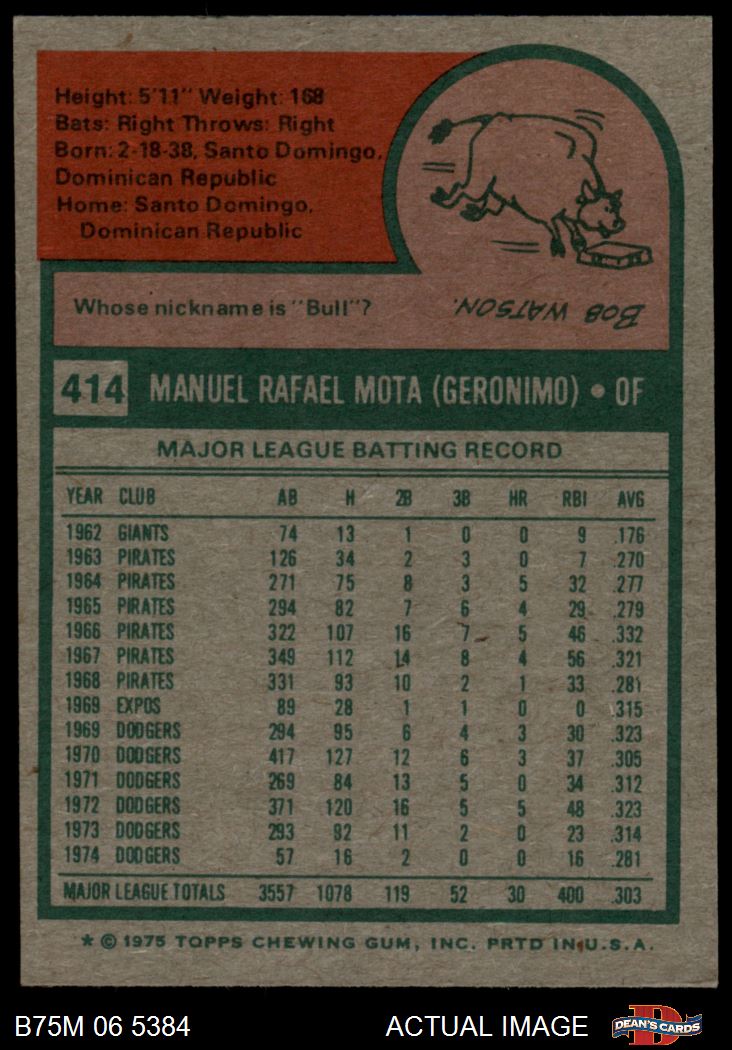 Height: 5'11" Weight: 168
Bats: Right Throws: Right
Born: 2-18-38, Santo Domingo,
Dominican Republic
Home: Santo Domingo,
Dominican Republic
Whose nickname is "Bull"?
BOB WATSON.
414 MANUEL RAFAEL MOTA (GERONIMO) • OF
MAJOR LEAGUE BATTING RECORD
YEAR CLUB AB H 2B 3B HR RBI AVG
1962 GIANTS 74 13 1 0 0 9 .176
1963 PIRATES 126 34 2 3 0 7 .270
1964 PIRATES 271 75 8 3 5 32 .277
1965 PIRATES 294 82 7 6 4 29 .279
1966 PIRATES 322 107 16 7 5 46 .332
1967 PIRATES 349 112 14 8 4 56 .321
1968 PIRATES 331 93 10 2 1 33 .281
1969 EXPOS 89 28 1 1 0 0 .315
1969 DODGERS 294 95 6 4 3 30 .323
1970 DODGERS 417 127 12 6 3 37 .305
1971 DODGERS 269 84 13 5 0 34 .312
1972 DODGERS 371 120 16 5 5 48 .323
1973 DODGERS 293 92 11 2 0 23 .314
1974 DODGERS 57 16 2 0 0 16 .281
MAJOR LEAGUE TOTALS 3557 1078 119 52 30 400 .303
* © 1975 TOPPS CHEWING GUM, INC. PRTD IN U.S.A.
B75M 06 5384 ACTUAL IMAGE DEAN'S CARDS